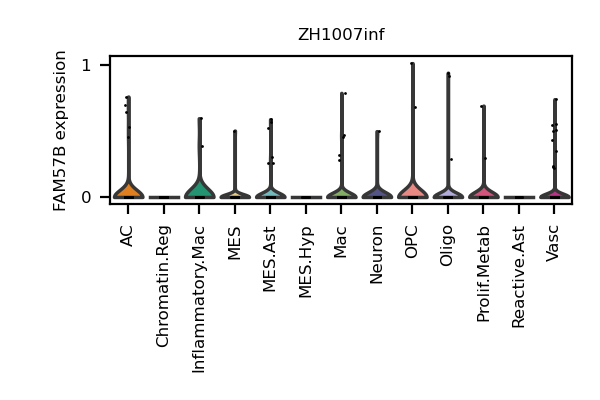 ZH1007inf
FAM57B expression
1
0
AC
Chromatin.Reg
Inflammatory.Mac
MES
MES.Ast
MES.Hyp
Mac
Neuron
OPC
Oligo
Prolif.Metab
Reactive.Ast
Vasc